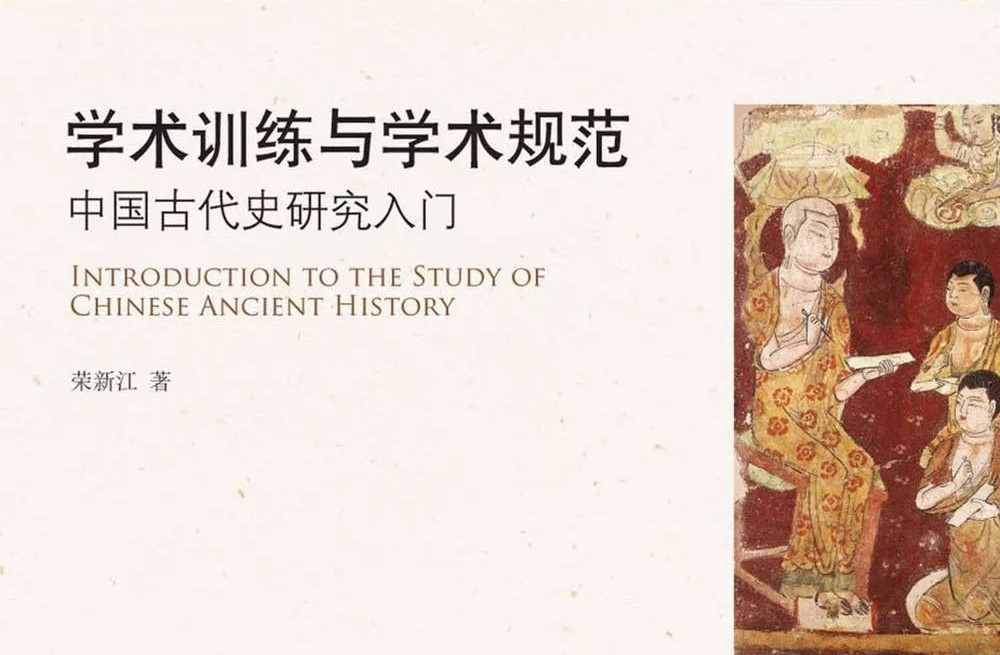 学术训练与学术规范
中国古代史研究入门
INTRODUCTION TO THE STUDY OF
CHINESE ANCIENT HISTORY
荣新江 著